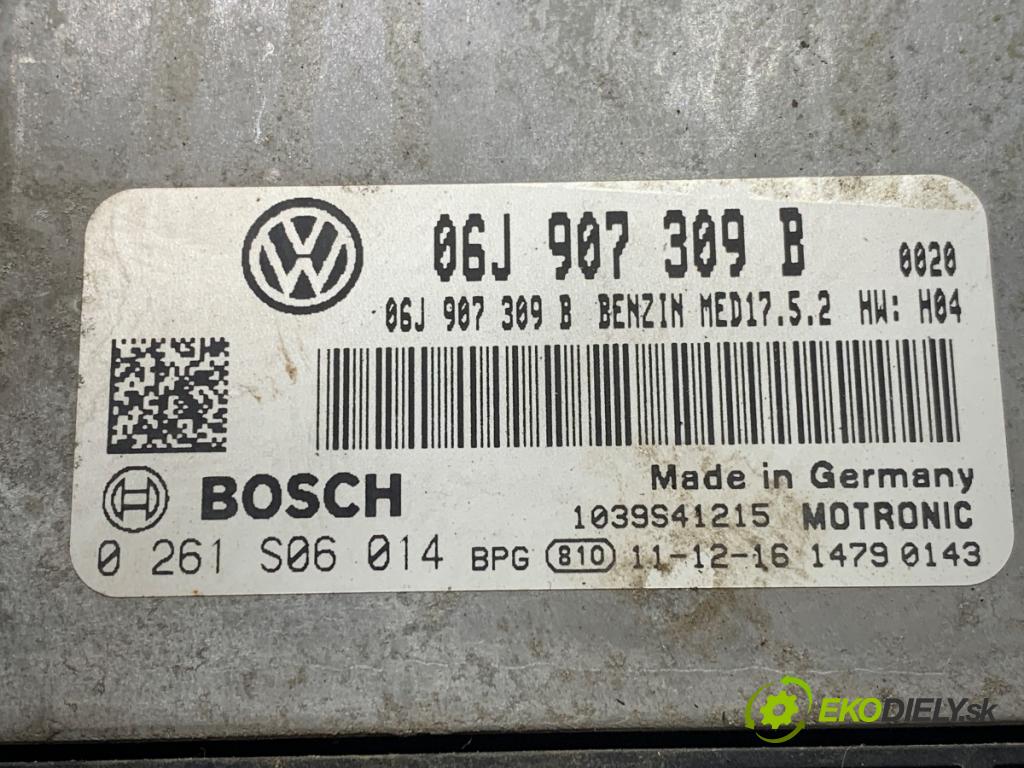 06J 907 309 B 0020
06J 907 309 B BENZIN MED17.5.2 HW: H04
BOSCH
Made in Germany
1039S41215 MOTRONIC
0 261 S06 014 BPG 810 11-12-16 1479 0143
EKODIELY.sk